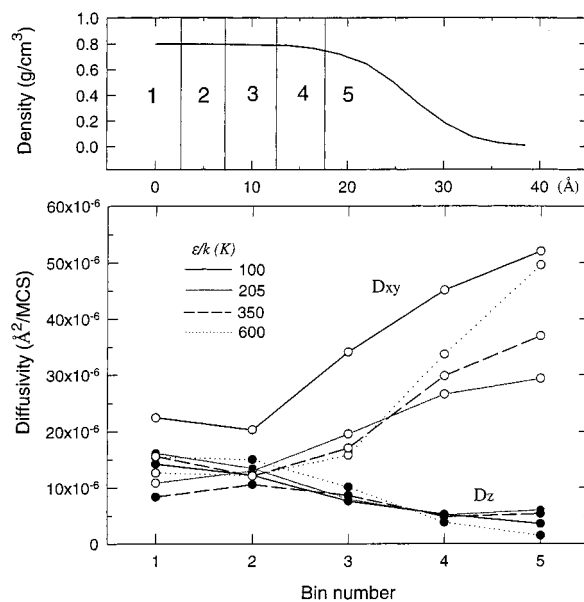 Density (g/cm³)
1.0
0.8
0.6
0.4
0.2
0.0
1 2 3 4 5
0 10 20 30 40 (Å)
Diffusivity (Å²/MCS)
60x10⁻⁶
50x10⁻⁶
40x10⁻⁶
30x10⁻⁶
20x10⁻⁶
10x10⁻⁶
0
ε/k (K)
100
205
350
600
Dxy
Dz
1 2 3 4 5
Bin number